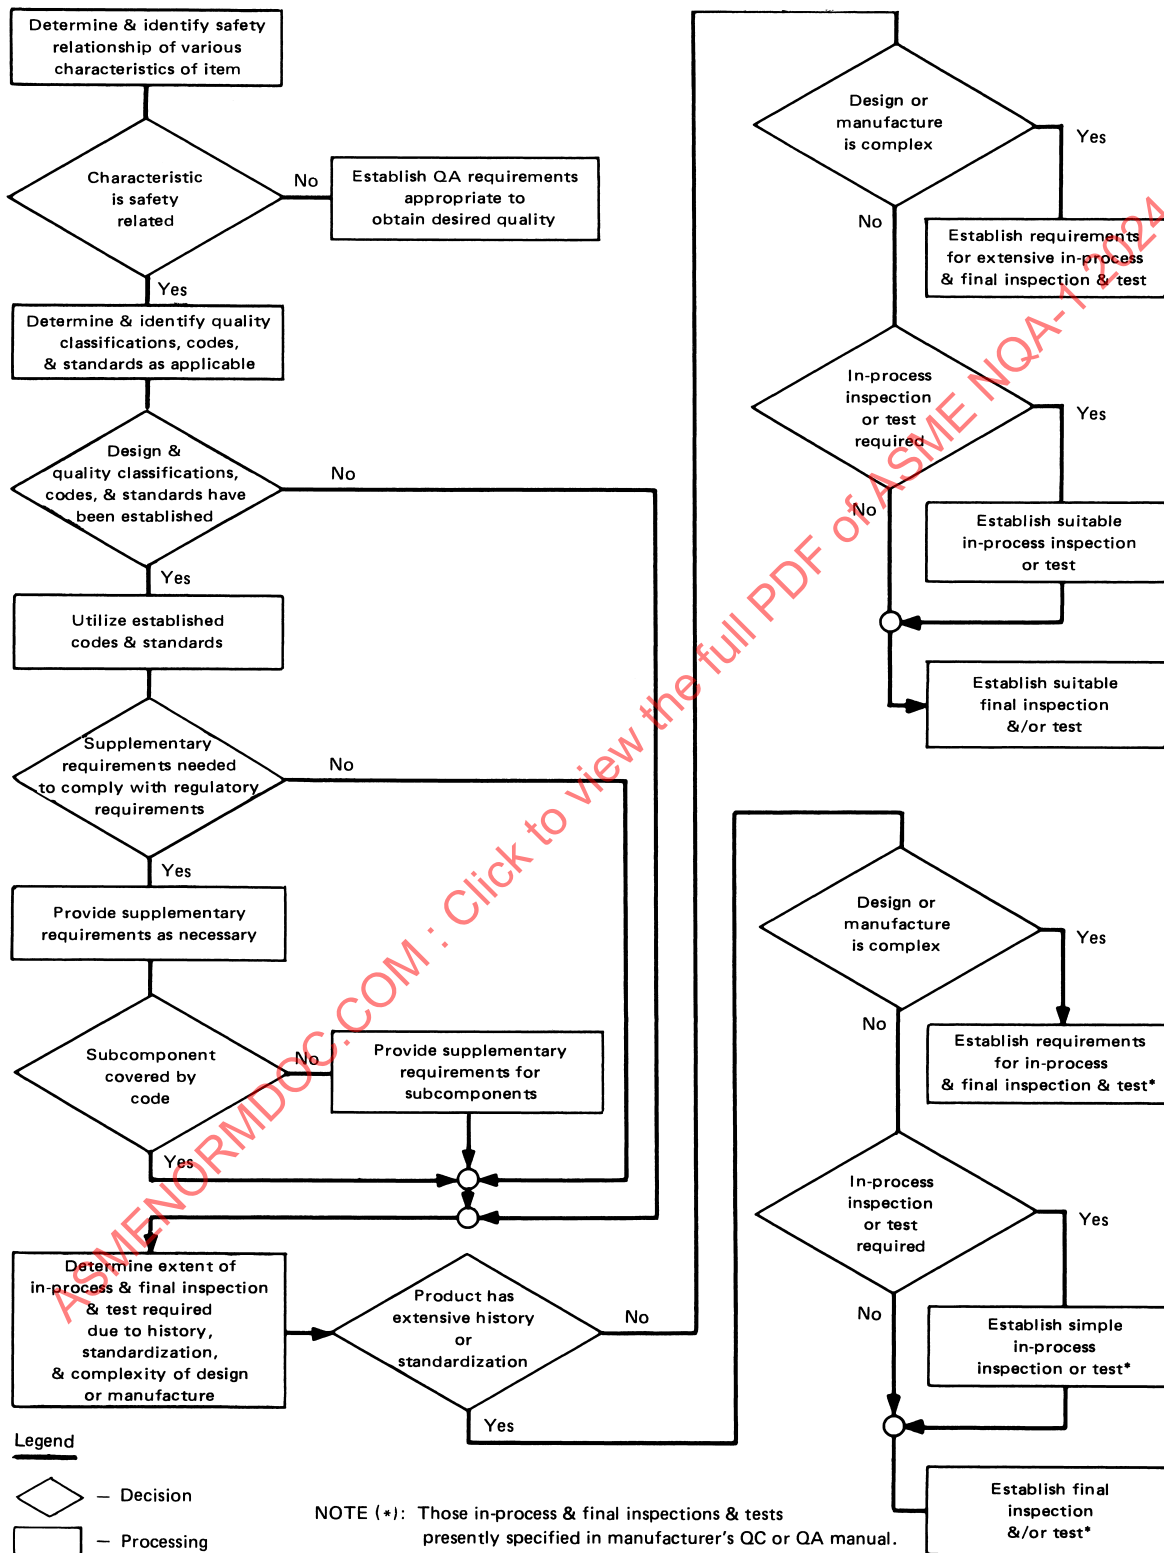 Determine & identify safety
relationship of various
characteristics of item
Characteristic
is safety
related
No
Establish QA requirements
appropriate to
obtain desired quality
Yes
Determine & identify quality
classifications, codes,
& standards as applicable
Design &
quality classifications,
codes, & standards have
been established
No
Yes
Utilize established
codes & standards
Supplementary
requirements needed
to comply with regulatory
requirements
No
Yes
Provide supplementary
requirements as necessary
Subcomponent
covered by
code
No
Provide supplementary
requirements for
subcomponents
Yes
Determine extent of
in-process & final inspection
& test required
due to history,
standardization,
& complexity of design
or manufacture
Product has
extensive history
or
standardization
No
Yes
Design or
manufacture
is complex
Yes
No
Establish requirements
for extensive in-process
& final inspection & test
In-process
inspection
or test
required
Yes
No
Establish suitable
in-process inspection
or test
Establish suitable
final inspection
&/or test
Design or
manufacture
is complex
Yes
No
Establish requirements
for in-process
& final inspection & test*
In-process
inspection
or test
required
Yes
No
Establish simple
in-process
inspection or test*
Establish final
inspection
&/or test*
Legend
– Decision
– Processing
NOTE (*): Those in-process & final inspections & tests
presently specified in manufacturer's QC or QA manual.
ASMENORMDOC.COM : Click to view the full PDF of ASME NQA-1 2024